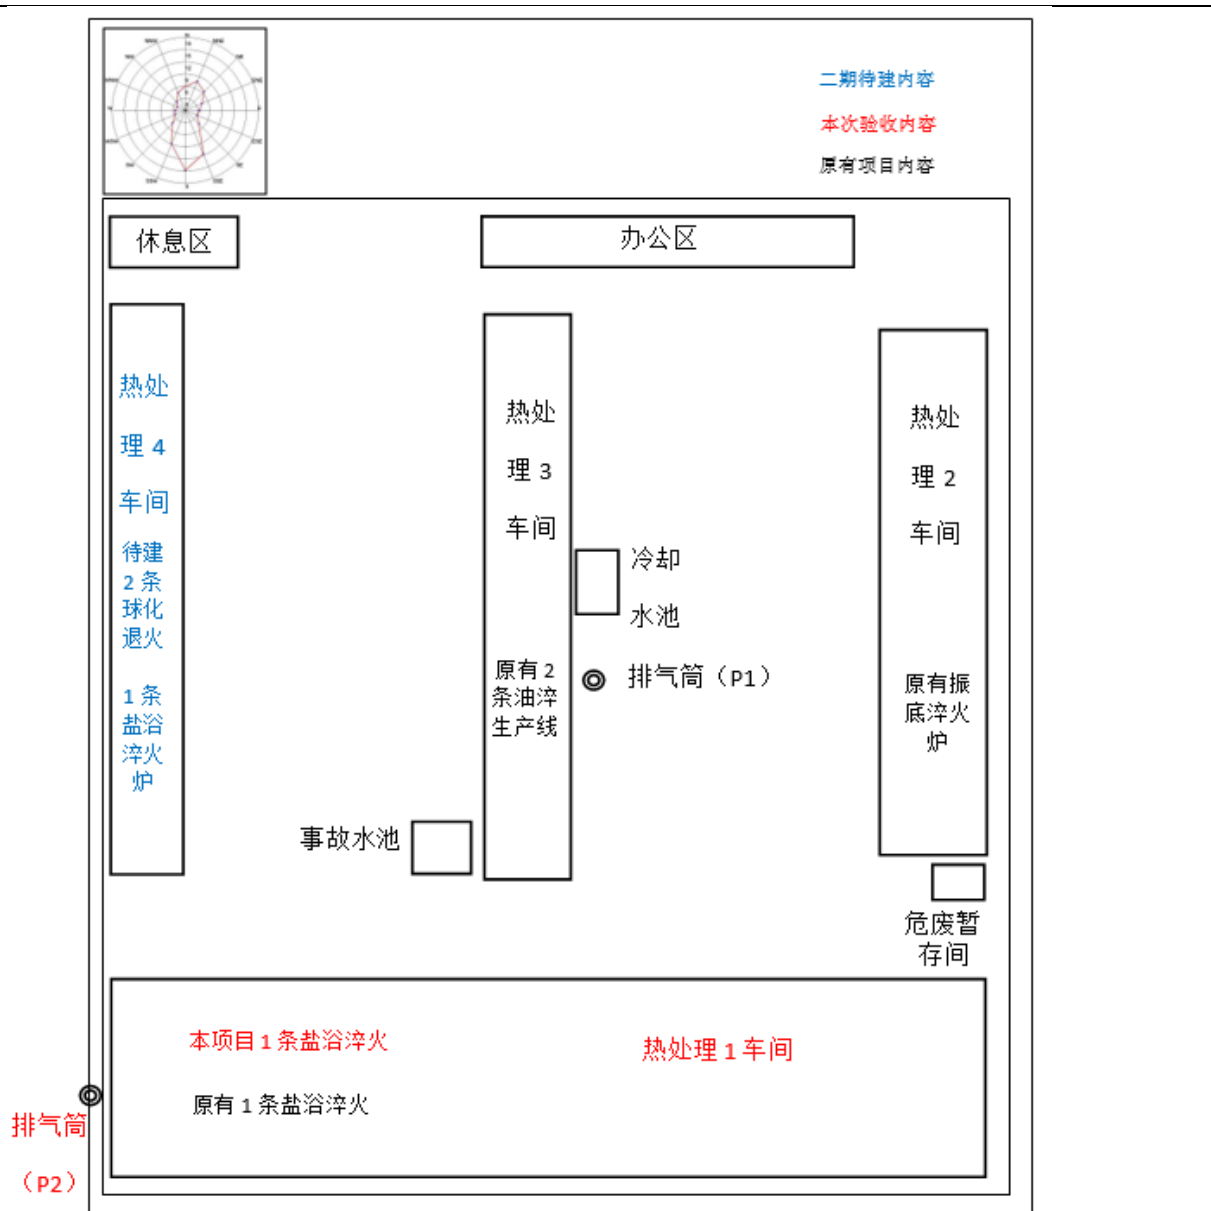 二期待建内容
本次验收内容
原有项目内容
休息区
办公区
热处
理 4
车间
待建
2 条
球化
退火
1 条
盐浴
淬火
炉
热处
理 3
车间
原有 2
条油淬
生产线
冷却
水池
排气筒（P1）
热处
理 2
车间
原有振
底淬火
炉
事故水池
危废暂
存间
本项目 1 条盐浴淬火
热处理 1 车间
原有 1 条盐浴淬火
排气筒
（P2）